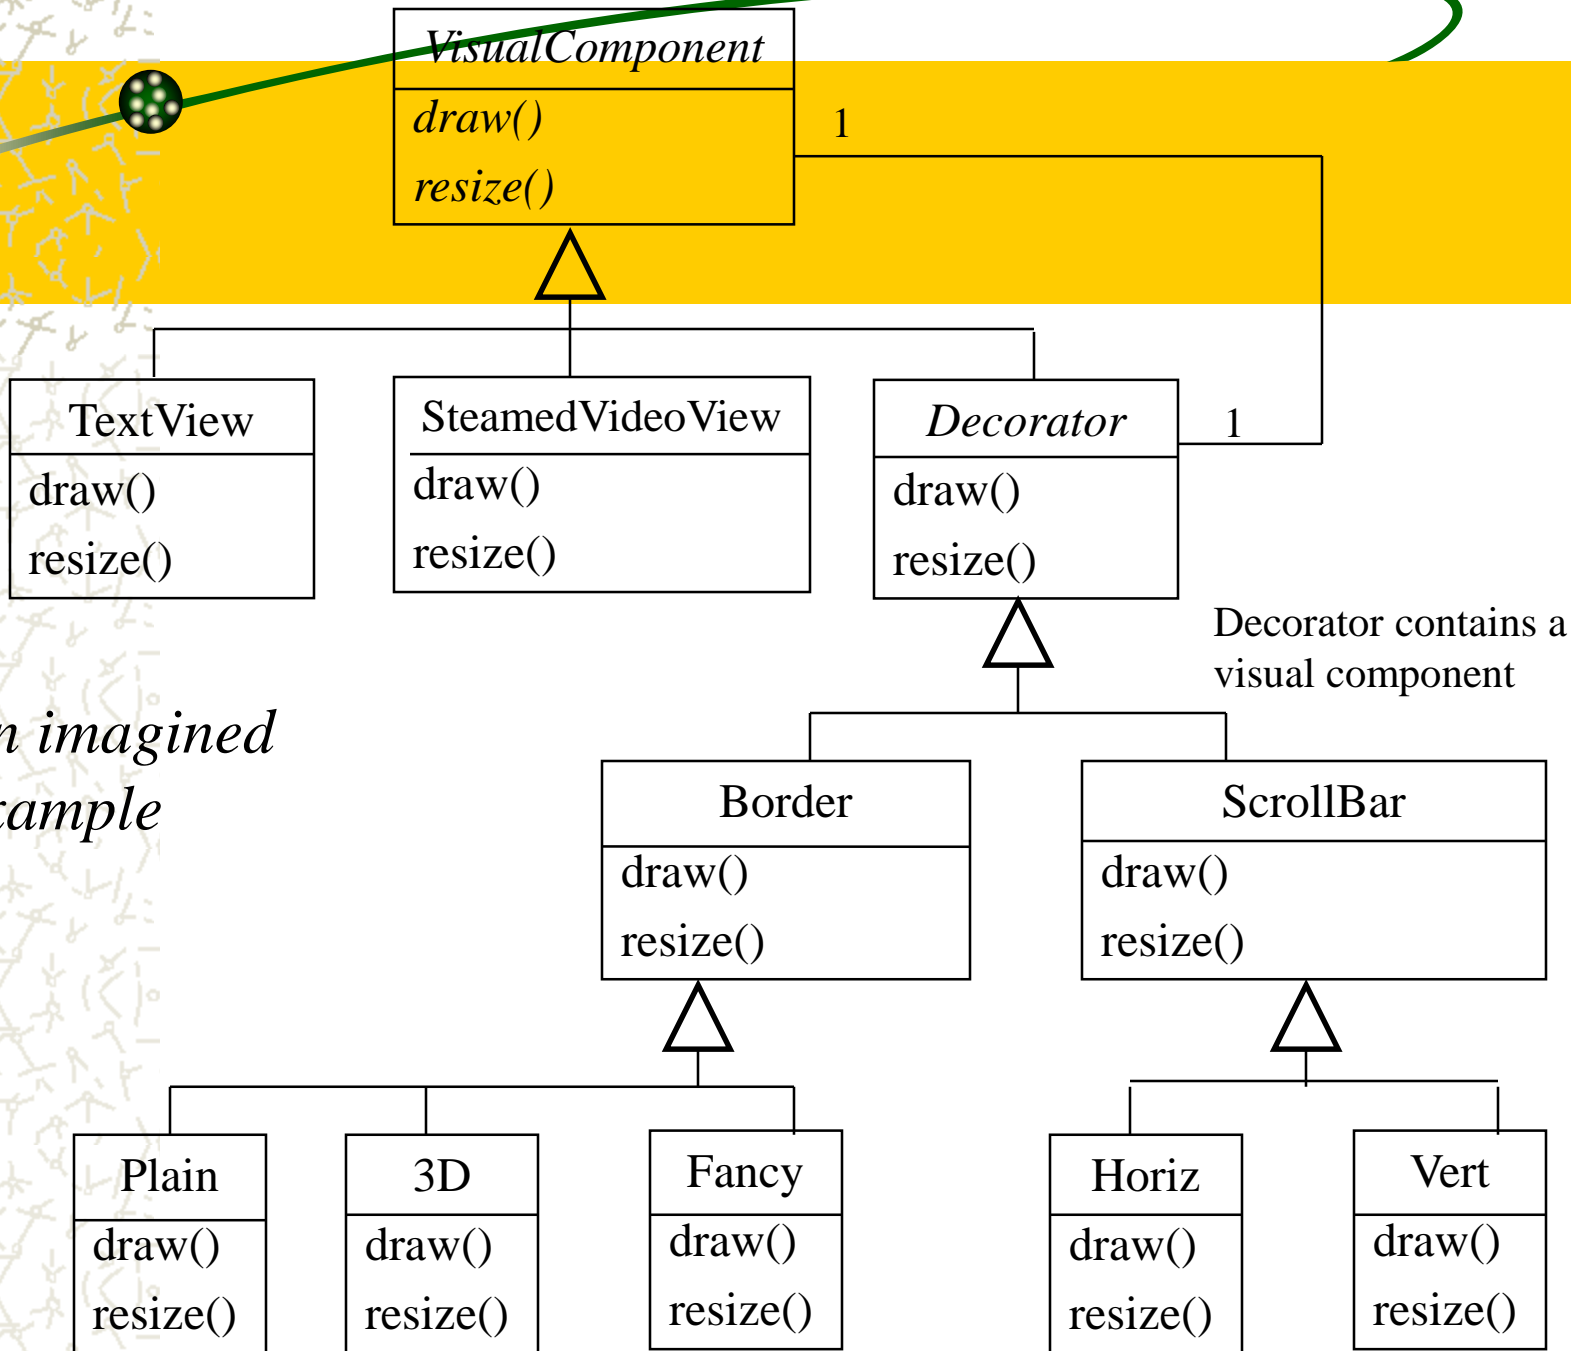 VisualComponent
draw()
resize()
1
TextView
draw()
resize()
SteamedVideoView
draw()
resize()
Decorator
draw()
resize()
1
Decorator contains a
visual component
n imagined
xample
Border
draw()
resize()
ScrollBar
draw()
resize()
Plain
draw()
resize()
3D
draw()
resize()
Fancy
draw()
resize()
Horiz
draw()
resize()
Vert
draw()
resize()